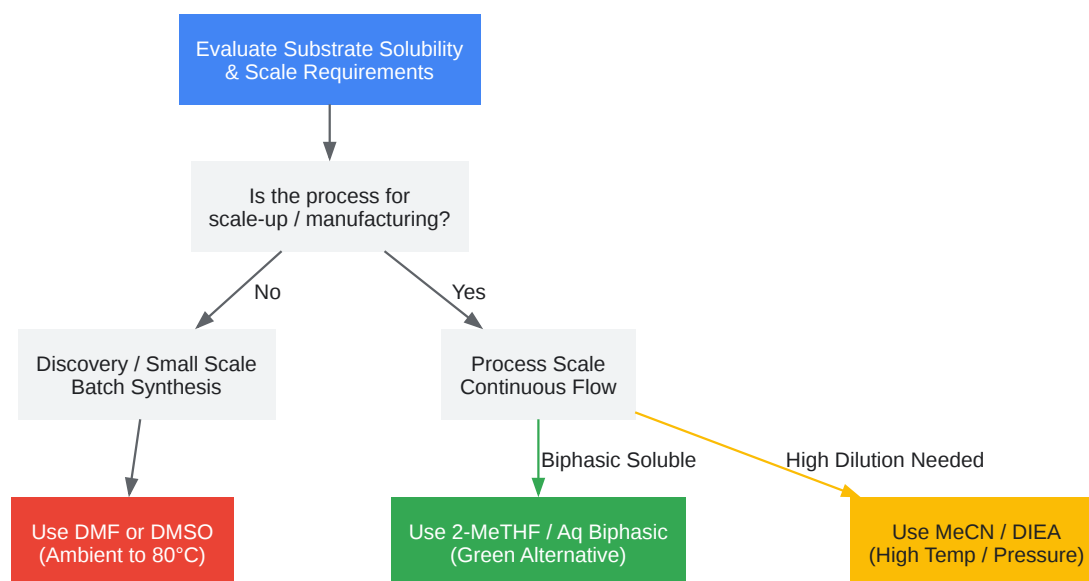 Evaluate Substrate Solubility
& Scale Requirements
Is the process for
scale-up / manufacturing?
No
Yes
Discovery / Small Scale
Batch Synthesis
Process Scale
Continuous Flow
Biphasic Soluble
High Dilution Needed
Use DMF or DMSO
(Ambient to 80°C)
Use 2-MeTHF / Aq Biphasic
(Green Alternative)
Use MeCN / DIEA
(High Temp / Pressure)